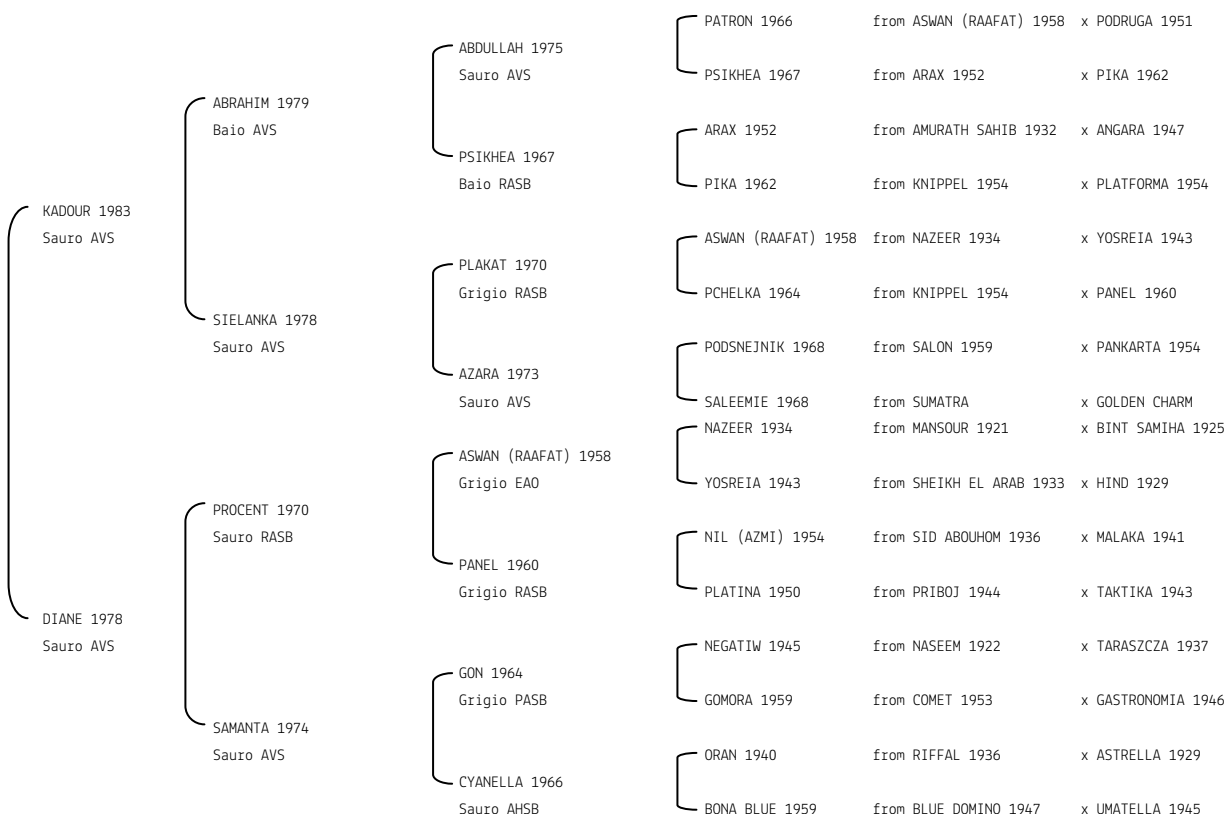 PATRON 1966 from ASWAN (RAAFAT) 1958 x PODRUGA 1951
ABDULLAH 1975
Sauro AVS
PSIKHEA 1967 from ARAX 1952 x PIKA 1962
ABRAHIM 1979
Baio AVS
ARAX 1952 from AMURATH SAHIB 1932 x ANGARA 1947
PSIKHEA 1967
Baio RASB
PIKA 1962 from KNIPPEL 1954 x PLATFORMA 1954
KADOUR 1983
Sauro AVS
ASWAN (RAAFAT) 1958 from NAZEER 1934 x YOSREIA 1943
PLAKAT 1970
Grigio RASB
PCHELKA 1964 from KNIPPEL 1954 x PANEL 1960
SIELANKA 1978
Sauro AVS
PODSNEJNIK 1968 from SALON 1959 x PANKARTA 1954
AZARA 1973
Sauro AVS
SALEEMIE 1968 from SUMATRA x GOLDEN CHARM
NAZEER 1934 from MANSOUR 1921 x BINT SAMIHA 1925
ASWAN (RAAFAT) 1958
Grigio EAO
YOSREIA 1943 from SHEIKH EL ARAB 1933 x HIND 1929
PROCENT 1970
Sauro RASB
NIL (AZMI) 1954 from SID ABOUHOM 1936 x MALAKA 1941
PANEL 1960
Grigio RASB
PLATINA 1950 from PRIBOJ 1944 x TAKTIKA 1943
DIANE 1978
Sauro AVS
NEGATIW 1945 from NASEEM 1922 x TARASZCZA 1937
GON 1964
Grigio PASB
GOMORA 1959 from COMET 1953 x GASTRONOMIA 1946
SAMANTA 1974
Sauro AVS
ORAN 1940 from RIFFAL 1936 x ASTRELLA 1929
CYANELLA 1966
Sauro AHSB
BONA BLUE 1959 from BLUE DOMINO 1947 x UMATELLA 1945